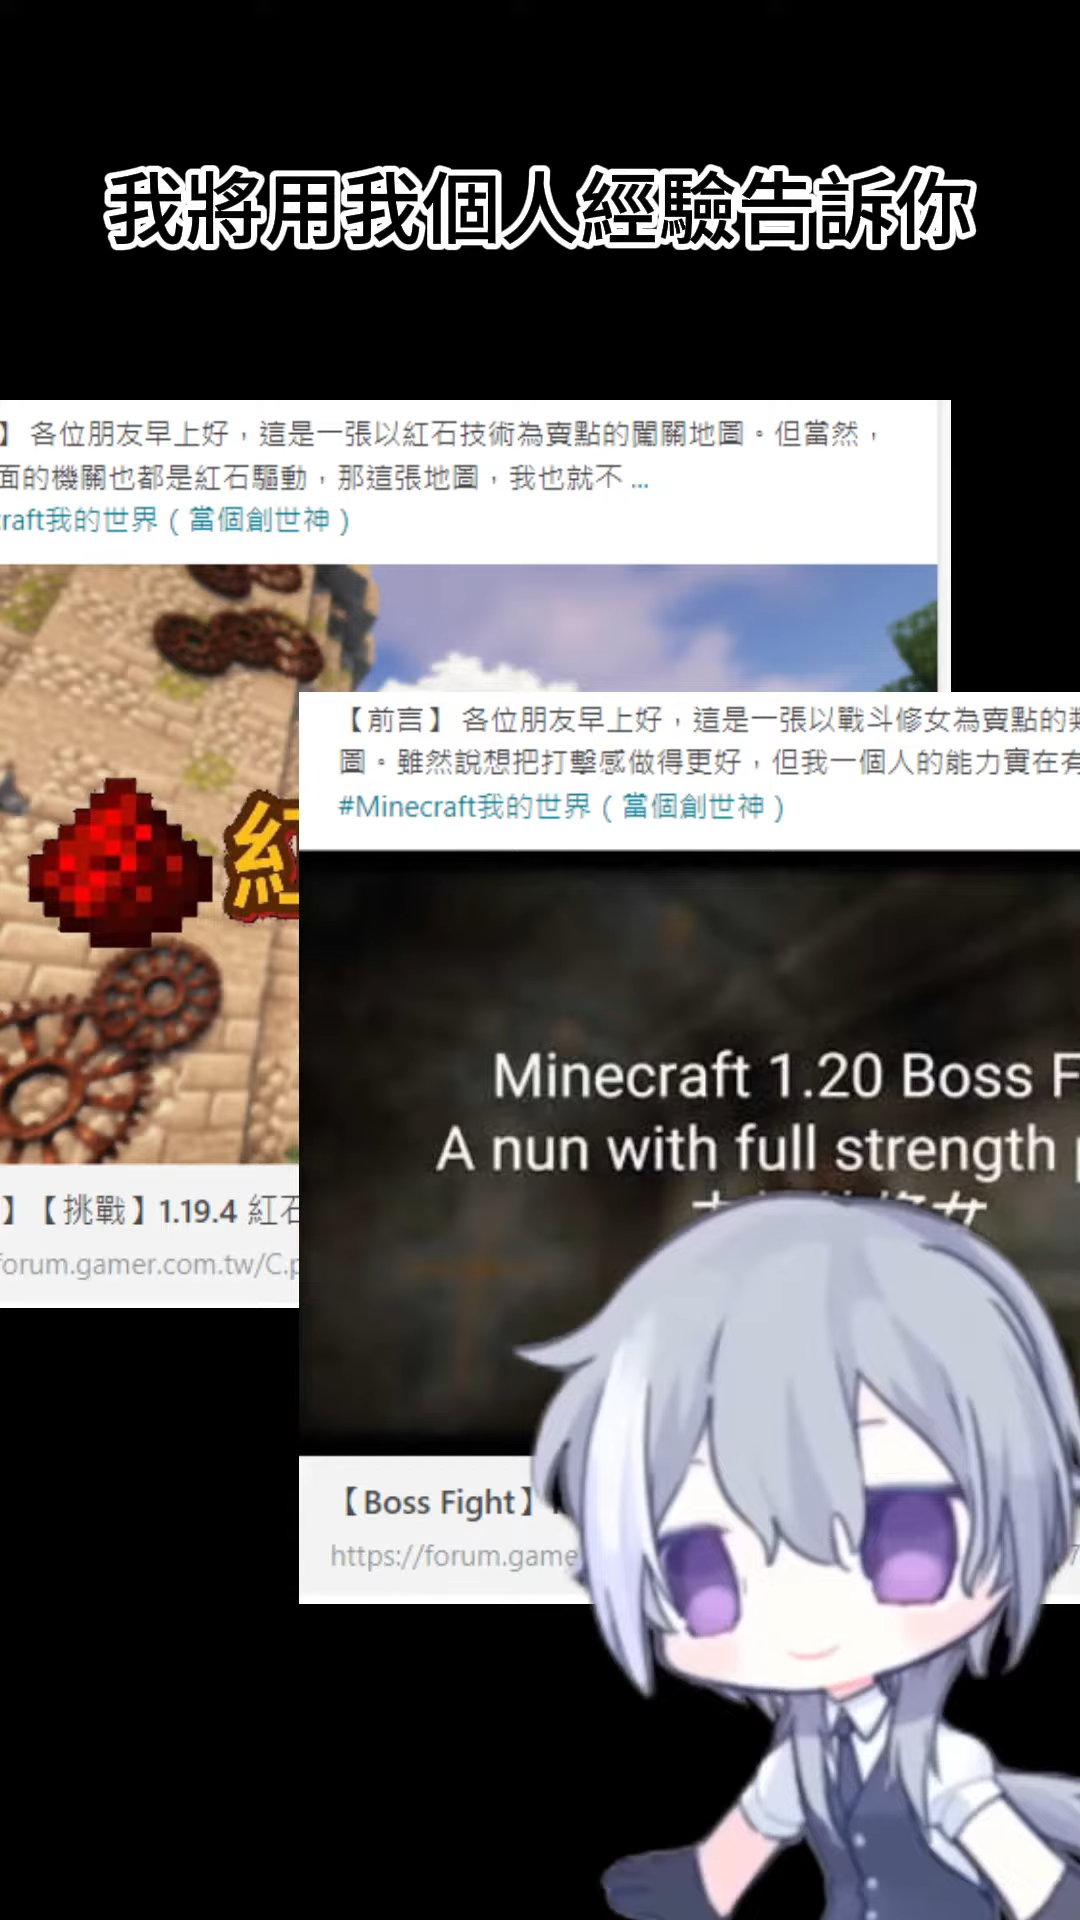 我將用我個人經驗告訴你
】 各位朋友早上好，這是一張以紅石技術為賣點的闖關地圖。但當然，
面的機關也都是紅石驅動，那這張地圖，我也就不 ...
craft我的世界（當個創世神）
紅
】【挑戰】1.19.4 紅石
forum.gamer.com.tw/C.p
【前言】 各位朋友早上好，這是一張以戰斗修女為賣點的
圖。雖然說想把打擊感做得更好，但我一個人的能力實在有
#Minecraft我的世界（當個創世神）
Minecraft 1.20 Boss F
A nun with full strength
修女
【Boss Fight】
https://forum.game